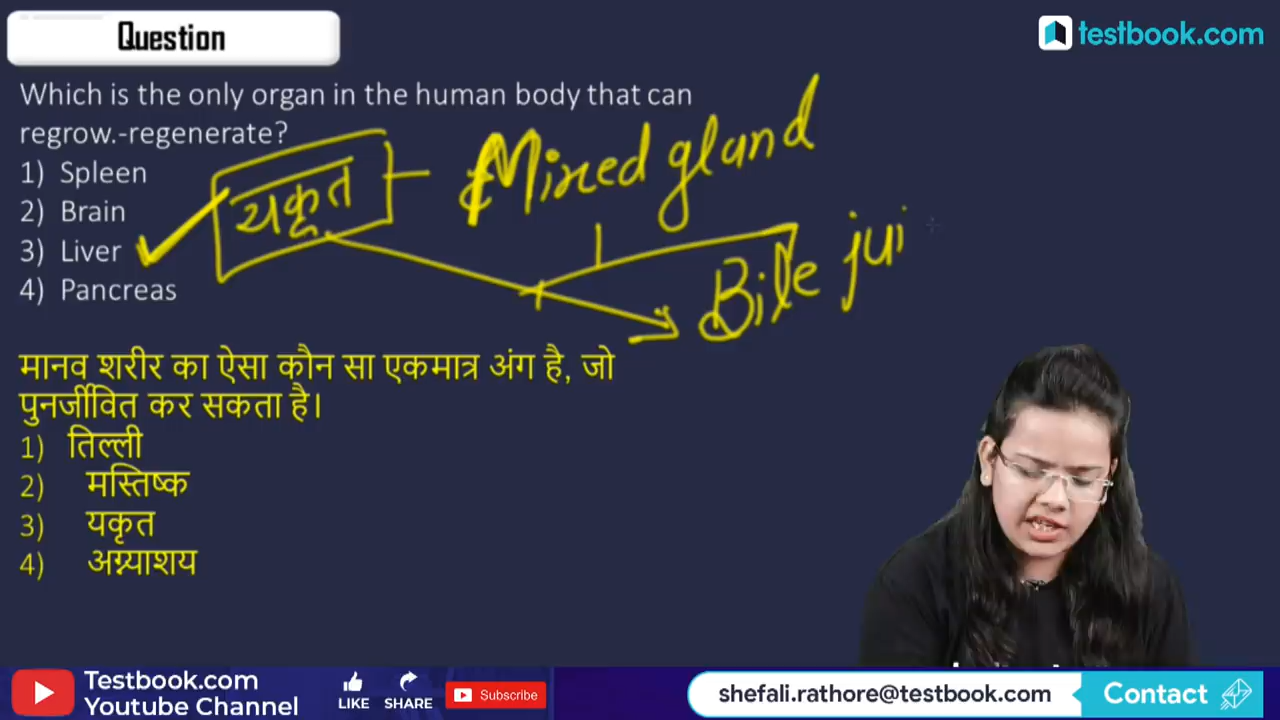 Question
testbook.com
Which is the only organ in the human body that can
regrow.-regenerate?
1) Spleen
2) Brain
3) Liver
4) Pancreas
यकृत
Mixed gland
Bile jui
मानव शरीर का ऐसा कौन सा एकमात्र अंग है, जो
पुनर्जीवित कर सकता है।
1) तिल्ली
2) मस्तिष्क
3) यकृत
4) अग्न्याशय
Testbook.com
Youtube Channel
LIKE
SHARE
Subscribe
shefali.rathore@testbook.com
Contact